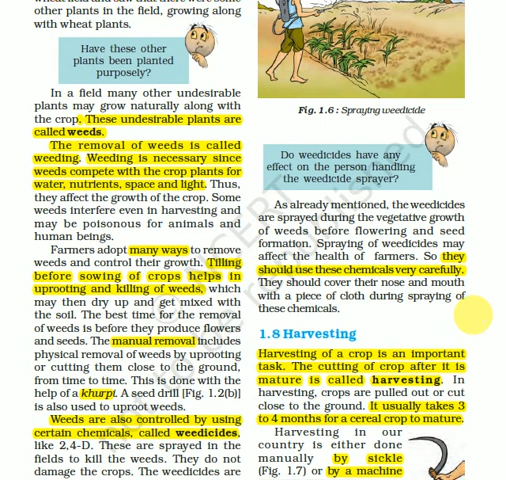 wheat field and saw that there were some
other plants in the field, growing along
with wheat plants.
Have these other
plants been planted
purposely?
In a field many other undesirable
plants may grow naturally along with
the crop. These undesirable plants are
called weeds.
The removal of weeds is called
weeding. Weeding is necessary since
weeds compete with the crop plants for
water, nutrients, space and light. Thus,
they affect the growth of the crop. Some
weeds interfere even in harvesting and
may be poisonous for animals and
human beings.
Farmers adopt many ways to remove
weeds and control their growth. Tilling
before sowing of crops helps in
uprooting and killing of weeds, which
may then dry up and get mixed with
the soil. The best time for the removal
of weeds is before they produce flowers
and seeds. The manual removal includes
physical removal of weeds by uprooting
or cutting them close to the ground,
from time to time. This is done with the
help of a khurpi. A seed drill [Fig. 1.2(b)]
is also used to uproot weeds.
Weeds are also controlled by using
certain chemicals, called weedicides,
like 2,4-D. These are sprayed in the
fields to kill the weeds. They do not
damage the crops. The weedicides are
Fig. 1.6 : Spraying weedicide
Do weedicides have any
effect on the person handling
the weedicide sprayer?
As already mentioned, the weedicides
are sprayed during the vegetative growth
of weeds before flowering and seed
formation. Spraying of weedicides may
affect the health of farmers. So they
should use these chemicals very carefully.
They should cover their nose and
mouth with a piece of cloth during spraying of
these chemicals.
1.8 Harvesting
Harvesting of a crop is an important
task. The cutting of crop after it is
mature is called harvesting. In
harvesting, crops are pulled out or cut
close to the ground. It usually takes 3
to 4 months for a cereal crop to mature.
Harvesting in our
country is either done
manually by sickle
(Fig. 1.7) or by a machine